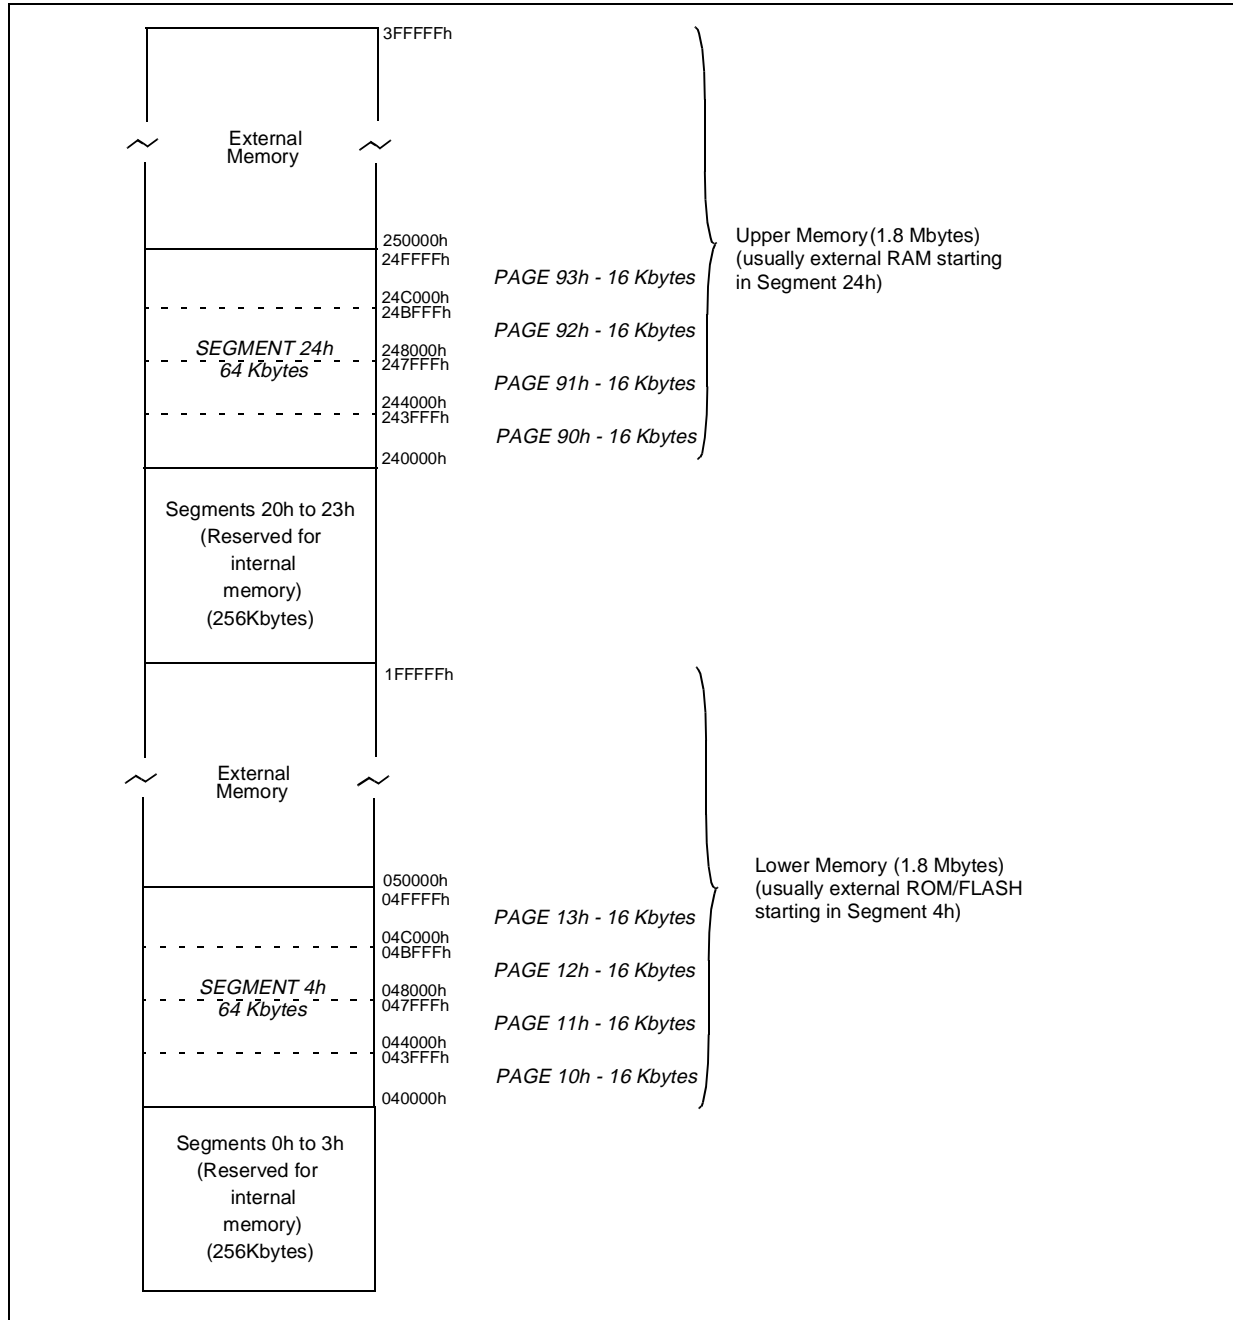 3FFFFFh
External
Memory
250000h
24FFFFh
PAGE 93h - 16 Kbytes
24C000h
24BFFFh
PAGE 92h - 16 Kbytes
SEGMENT 24h
64 Kbytes
248000h
247FFFh
PAGE 91h - 16 Kbytes
244000h
243FFFh
PAGE 90h - 16 Kbytes
240000h
Upper Memory (1.8 Mbytes)
(usually external RAM starting
in Segment 24h)
Segments 20h to 23h
(Reserved for
internal
memory)
(256Kbytes)
1FFFFFh
External
Memory
050000h
04FFFFh
PAGE 13h - 16 Kbytes
04C000h
04BFFFh
PAGE 12h - 16 Kbytes
SEGMENT 4h
64 Kbytes
048000h
047FFFh
PAGE 11h - 16 Kbytes
044000h
043FFFh
PAGE 10h - 16 Kbytes
040000h
Lower Memory (1.8 Mbytes)
(usually external ROM/FLASH
starting in Segment 4h)
Segments 0h to 3h
(Reserved for
internal
memory)
(256Kbytes)